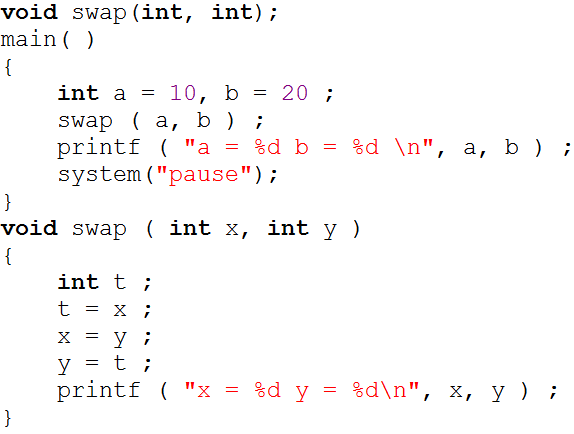 void swap(int, int);
main( )
{
int a = 10, b = 20 ;
swap ( a, b ) ;
printf ( "a = %d b = %d \n", a, b ) ;
system("pause");
}
void swap ( int x, int y )
{
int t ;
t = x ;
x = y ;
y = t ;
printf ( "x = %d y = %d\n", x, y ) ;
}